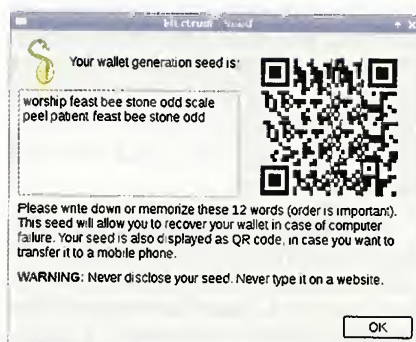 Electrum - Seed
Your wallet generation seed is:
worship feast bee stone odd scale
peel patient feast bee stone odd
Please write down or memorize these 12 words (order is important).
This seed will allow you to recover your
wallet in case of computer
failure. Your seed is also displayed as QR code, in case you want to
transfer it to a mobile phone.
WARNING: Never disclose your seed. Never type it on a website.
OK